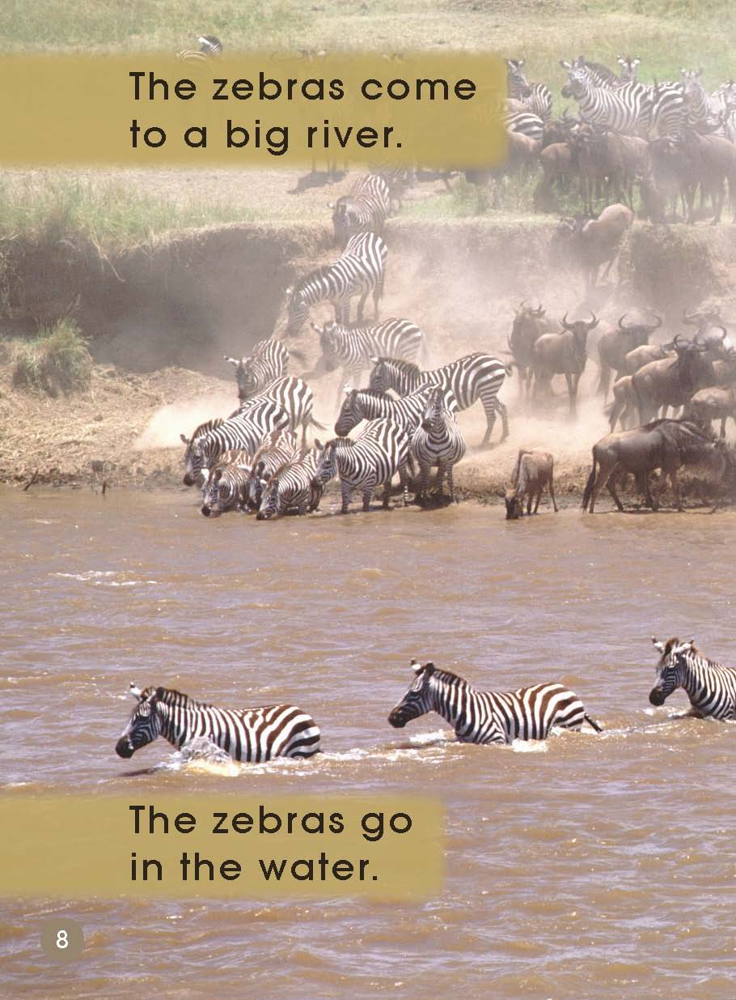 The zebras come
to a big river.
The zebras go
in the water.
8